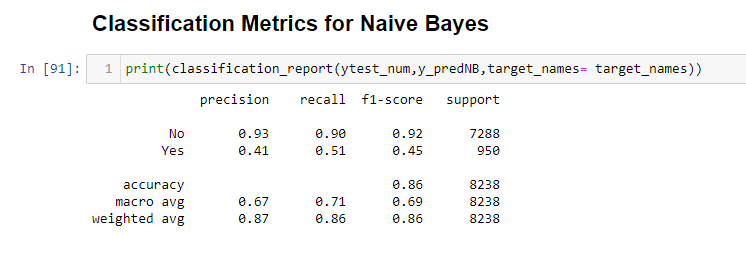 Classification Metrics for Naive Bayes
In [91]: 1 print(classification_report(ytest_num,y_predNB,target_names= target_names))
precision recall f1-score support
No 0.93 0.90 0.92 7288
Yes 0.41 0.51 0.45 950
accuracy 0.86 8238
macro avg 0.67 0.71 0.69 8238
weighted avg 0.87 0.86 0.86 8238